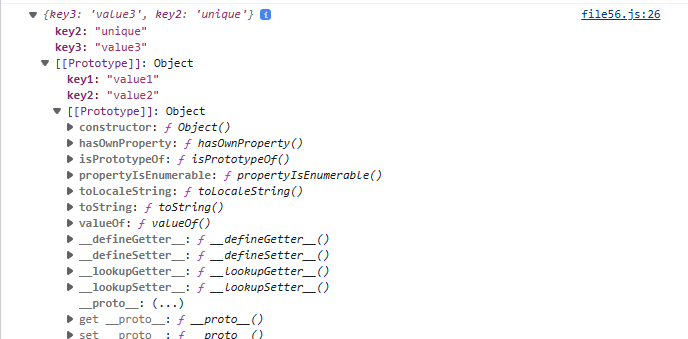 {key3: 'value3', key2: 'unique'} i file56.js:26
key2: "unique"
key3: "value3"
[[Prototype]]: Object
key1: "value1"
key2: "value2"
[[Prototype]]: Object
constructor: ƒ Object()
hasOwnProperty: ƒ hasOwnProperty()
isPrototypeOf: ƒ isPrototypeOf()
propertyIsEnumerable: ƒ propertyIsEnumerable()
toLocaleString: ƒ toLocaleString()
toString: ƒ toString()
valueOf: ƒ valueOf()
__defineGetter__: ƒ __defineGetter__()
__defineSetter__: ƒ __defineSetter__()
__lookupGetter__: ƒ __lookupGetter__()
__lookupSetter__: ƒ __lookupSetter__()
__proto__: (...)
get __proto__: ƒ __proto__()
set __proto__: ƒ __proto__()